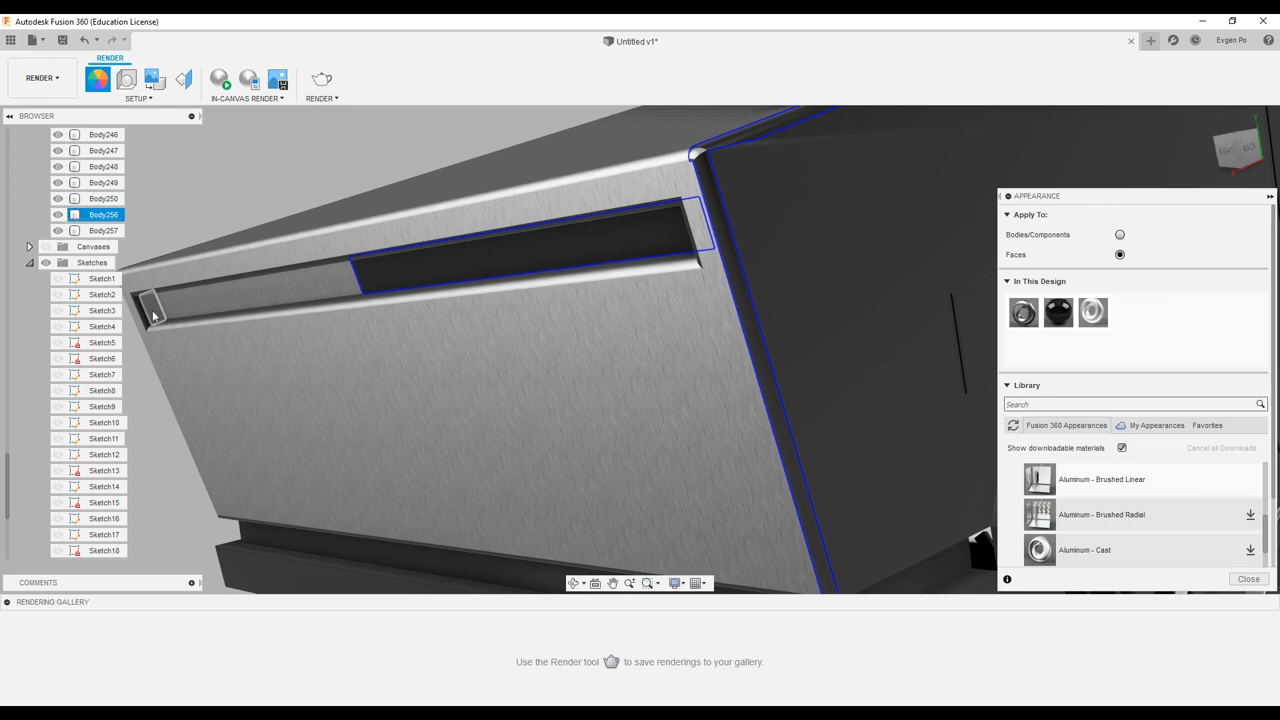 Autodesk Fusion 360 (Education License)
Untitled v1*
Evgen Po
RENDER
RENDER
SETUP
IN-CANVAS RENDER
RENDER
BROWSER
Body246
Body247
Body248
Body249
Body250
Body256
Body257
Canvases
Sketches
Sketch1
Sketch2
Sketch3
Sketch4
Sketch5
Sketch6
Sketch7
Sketch8
Sketch9
Sketch10
Sketch11
Sketch12
Sketch13
Sketch14
Sketch15
Sketch16
Sketch17
Sketch18
COMMENTS
RIGHT BACK
APPEARANCE
Apply To:
Bodies/Components
Faces
In This Design
Library
Search
Fusion 360 Appearances My Appearances Favorites
Show downloadable materials Cancel all Downloads
Aluminum - Brushed Linear
Aluminum - Brushed Radial
Aluminum - Cast
Close
RENDERING GALLERY
Use the Render tool to save renderings to your gallery.